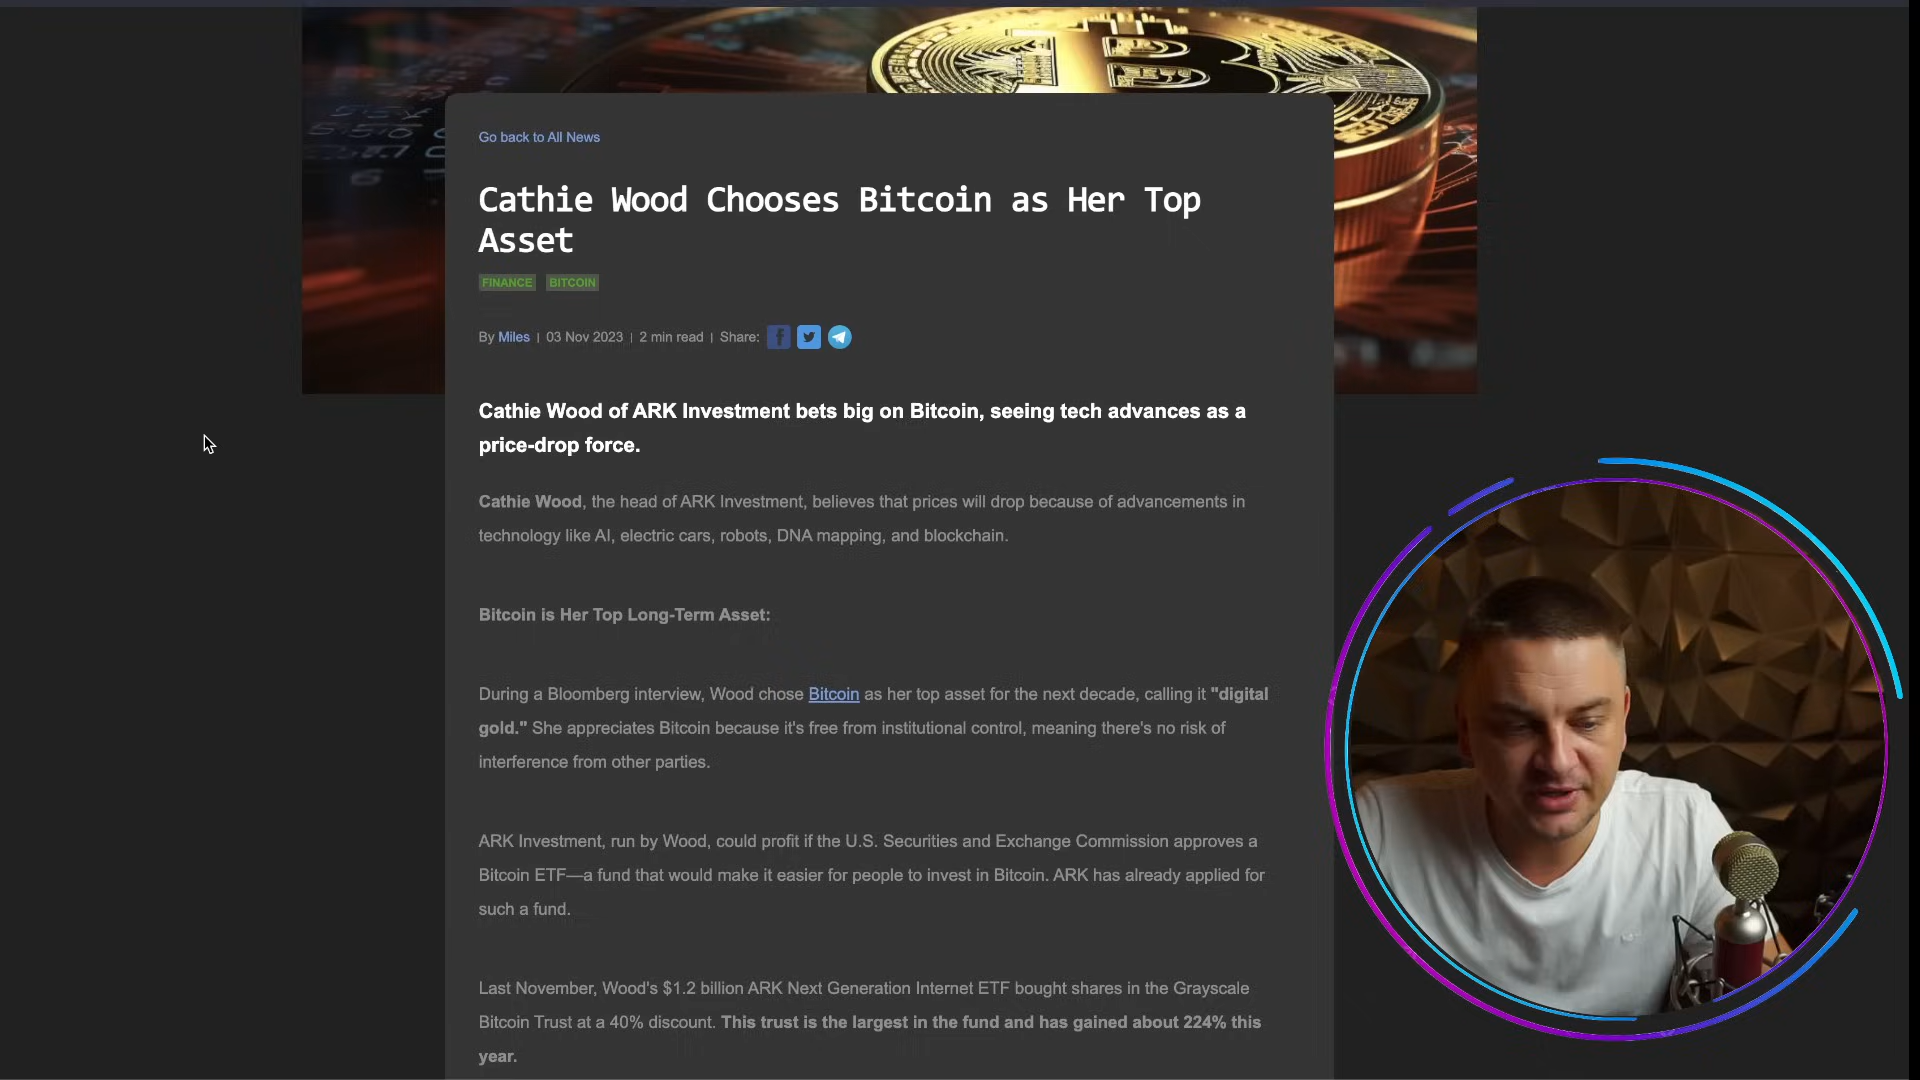 Go back to All News
Cathie Wood Chooses Bitcoin as Her Top
Asset
FINANCE BITCOIN
By Miles | 03 Nov 2023 | 2 min read | Share:
Cathie Wood of ARK Investment bets big on Bitcoin, seeing tech advances as a
price-drop force.
Cathie Wood, the head of ARK Investment, believes that prices will drop because of advancements in
technology like AI, electric cars, robots, DNA mapping, and blockchain.
Bitcoin is Her Top Long-Term Asset:
During a Bloomberg interview, Wood chose Bitcoin as her top asset for the next decade, calling it "digital
gold." She appreciates Bitcoin because it's free from institutional control, meaning there's no risk of
interference from other parties.
ARK Investment, run by Wood, could profit if the U.S. Securities and Exchange Commission approves a
Bitcoin ETF—a fund that would make it easier for people to invest in Bitcoin. ARK has already applied for
such a fund.
Last November, Wood's $1.2 billion ARK Next Generation Internet ETF bought shares in the Grayscale
Bitcoin Trust at a 40% discount. This trust is the largest in the fund and has gained about 224% this
year.